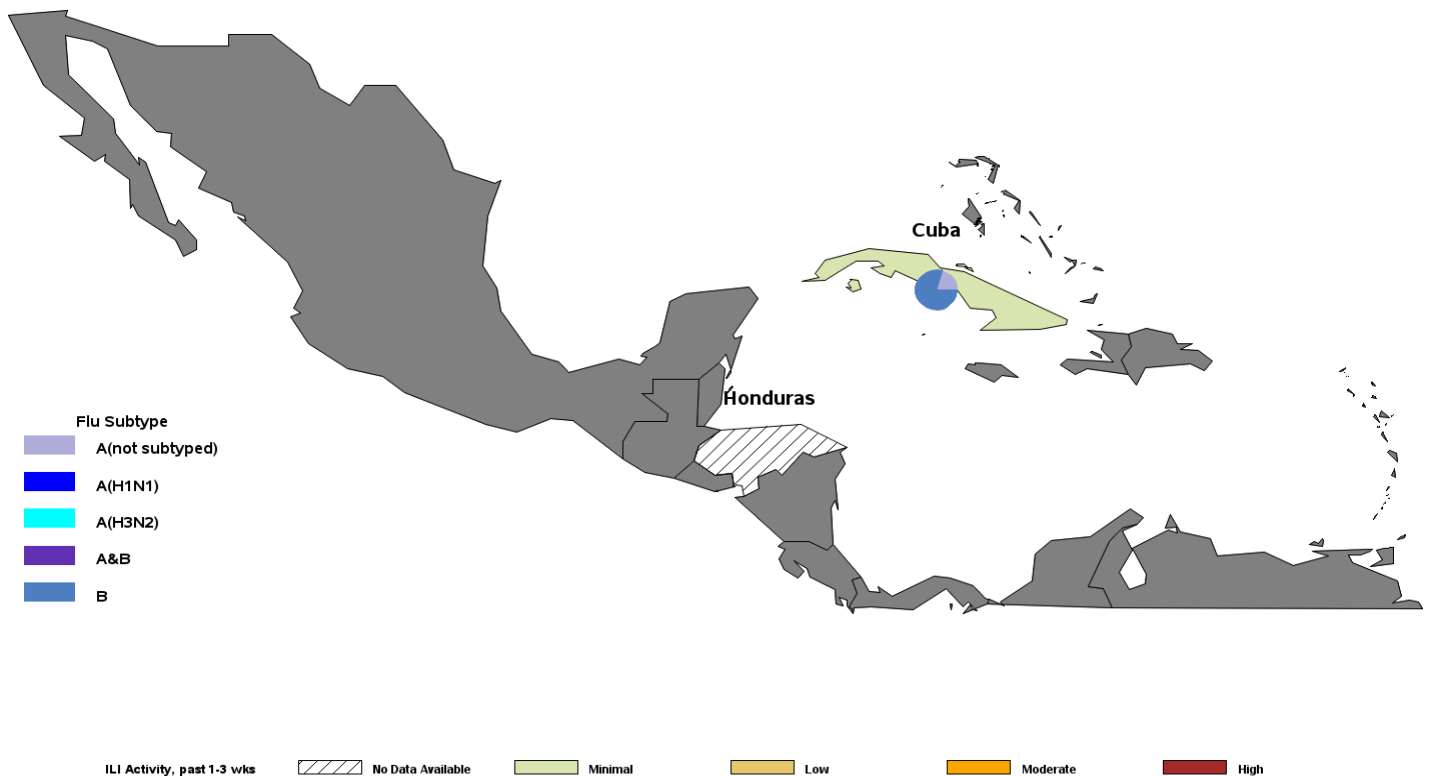 Cuba
Honduras
Flu Subtype
A(not subtyped)
A(H1N1)
A(H3N2)
A&B
B
ILI Activity, past 1-3 wks No Data Available Minimal Low Moderate High